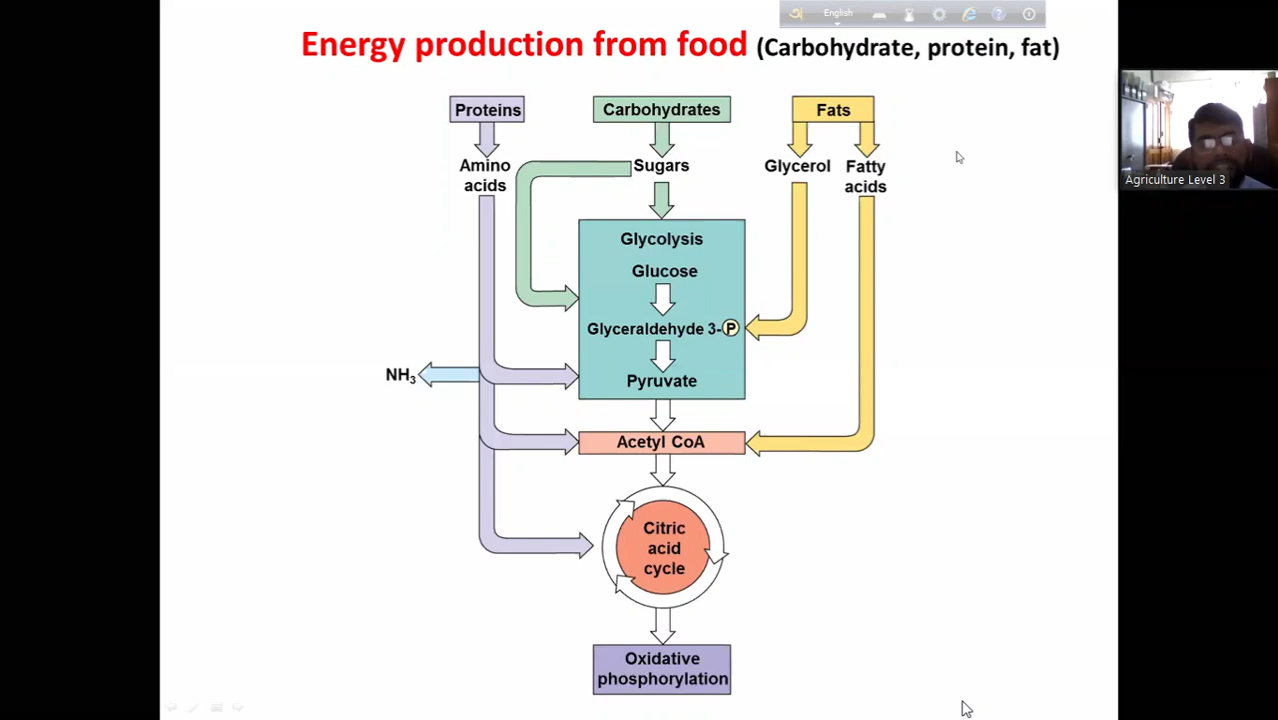 অ English
Energy production from food (Carbohydrate, protein, fat)
Proteins
Carbohydrates
Fats
Amino
acids
Sugars
Glycerol
Fatty
acids
Glycolysis
Glucose
Glyceraldehyde 3-P
Pyruvate
NH₃
Acetyl CoA
Citric
acid
cycle
Oxidative
phosphorylation
Agriculture Level 3